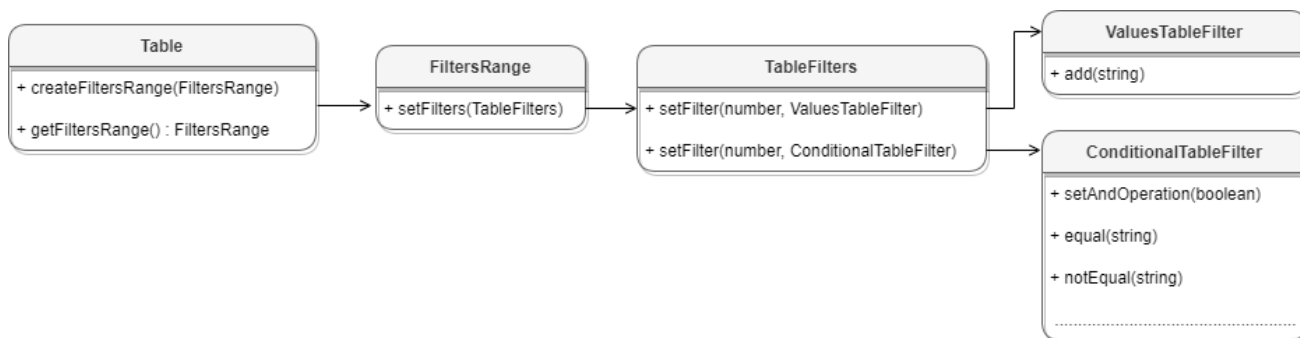 Table
+ createFiltersRange(FiltersRange)
+ getFiltersRange() : FiltersRange
FiltersRange
+ setFilters(TableFilters)
TableFilters
+ setFilter(number, ValuesTableFilter)
+ setFilter(number, ConditionalTableFilter)
ValuesTableFilter
+ add(string)
ConditionalTableFilter
+ setAndOperation(boolean)
+ equal(string)
+ notEqual(string)